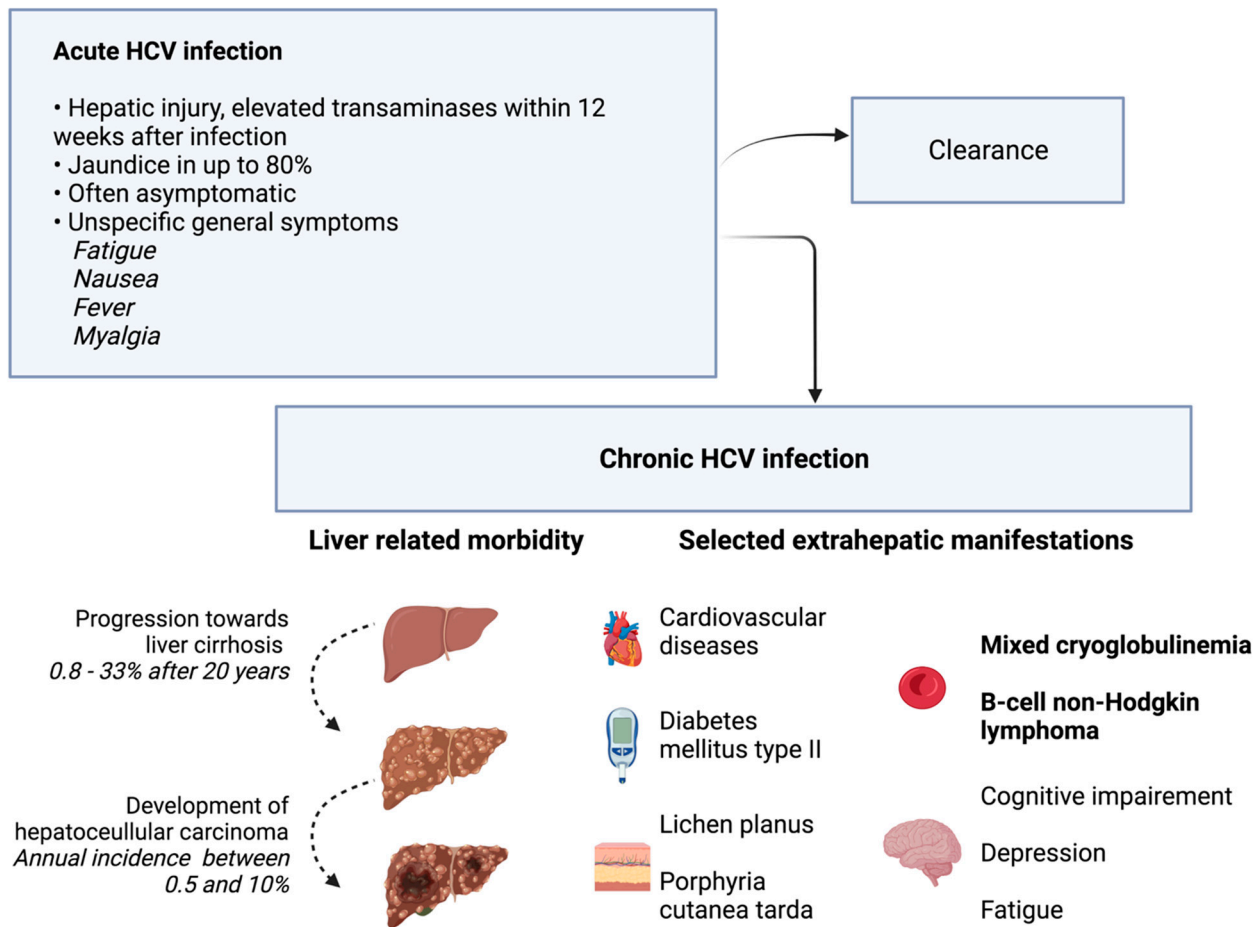 Acute HCV infection
• Hepatic injury, elevated transaminases within 12
weeks after infection
• Jaundice in up to 80%
• Often asymptomatic
• Unspecific general symptoms
Fatigue
Nausea
Fever
Myalgia
Clearance
Chronic HCV infection
Liver related morbidity
Progression towards
liver cirrhosis
0.8 - 33% after 20 years
Development of
hepatoceullular carcinoma
Annual incidence between
0.5 and 10%
Selected extrahepatic manifestations
Cardiovascular
diseases
Diabetes
mellitus type II
Lichen planus
Porphyria
cutanea tarda
Mixed cryoglobulinemia
B-cell non-Hodgkin
lymphoma
Cognitive impairement
Depression
Fatigue